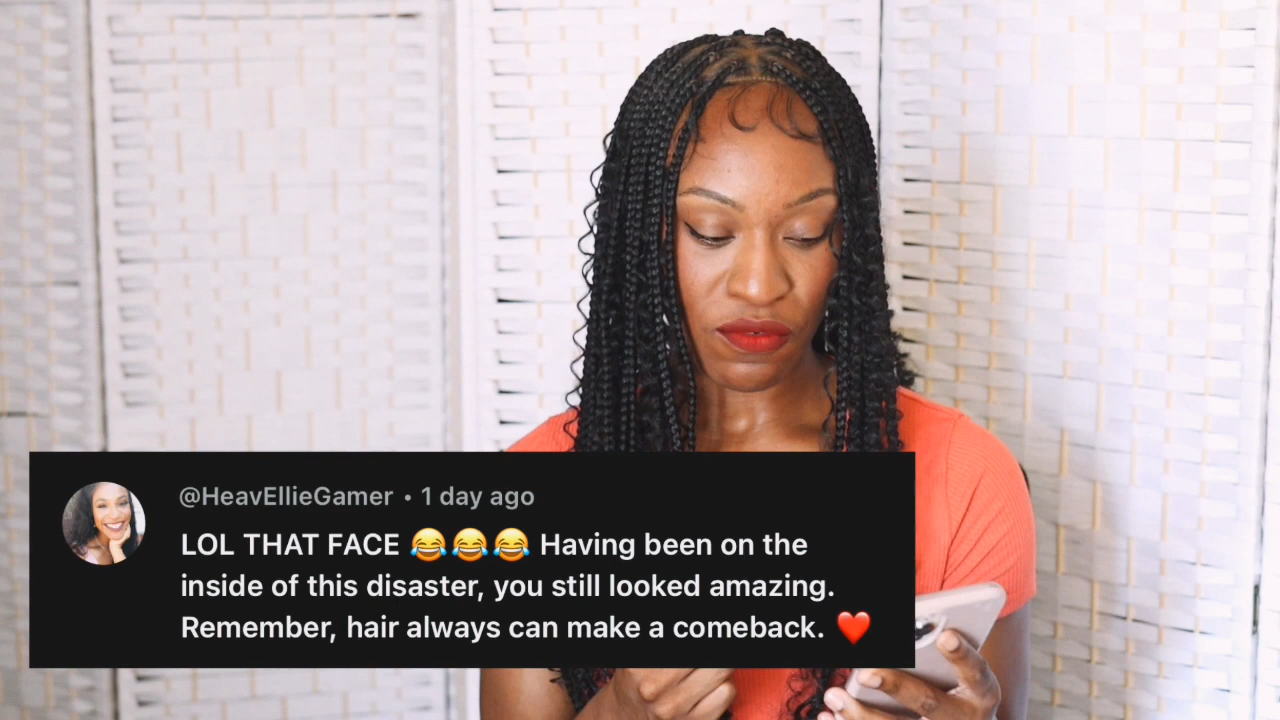 @HeavEllieGamer • 1 day ago
LOL THAT FACE 😂😂😂 Having been on the
inside of this disaster, you still looked amazing.
Remember, hair always can make a comeback. ❤️